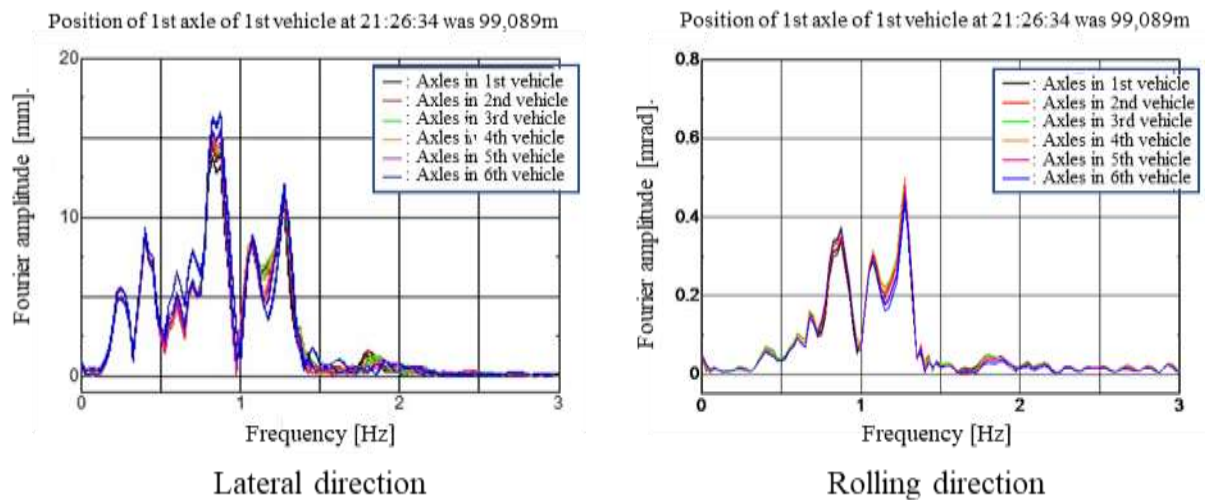 Position of 1st axle of 1st vehicle at 21:26:34 was 99,089m
20
10
0
0
1
2
3
Fourier amplitude [mm].
Frequency [Hz]
— : Axles in 1st vehicle
— : Axles in 2nd vehicle
— : Axles in 3rd vehicle
— : Axles in 4th vehicle
— : Axles in 5th vehicle
— : Axles in 6th vehicle
Lateral direction
Position of 1st axle of 1st vehicle at 21:26:34 was 99,089m
0.8
0.6
0.4
0.2
0
0
1
2
3
Fourier amplitude [mrad].
Frequency [Hz]
— : Axles in 1st vehicle
— : Axles in 2nd vehicle
— : Axles in 3rd vehicle
— : Axles in 4th vehicle
— : Axles in 5th vehicle
— : Axles in 6th vehicle
Rolling direction